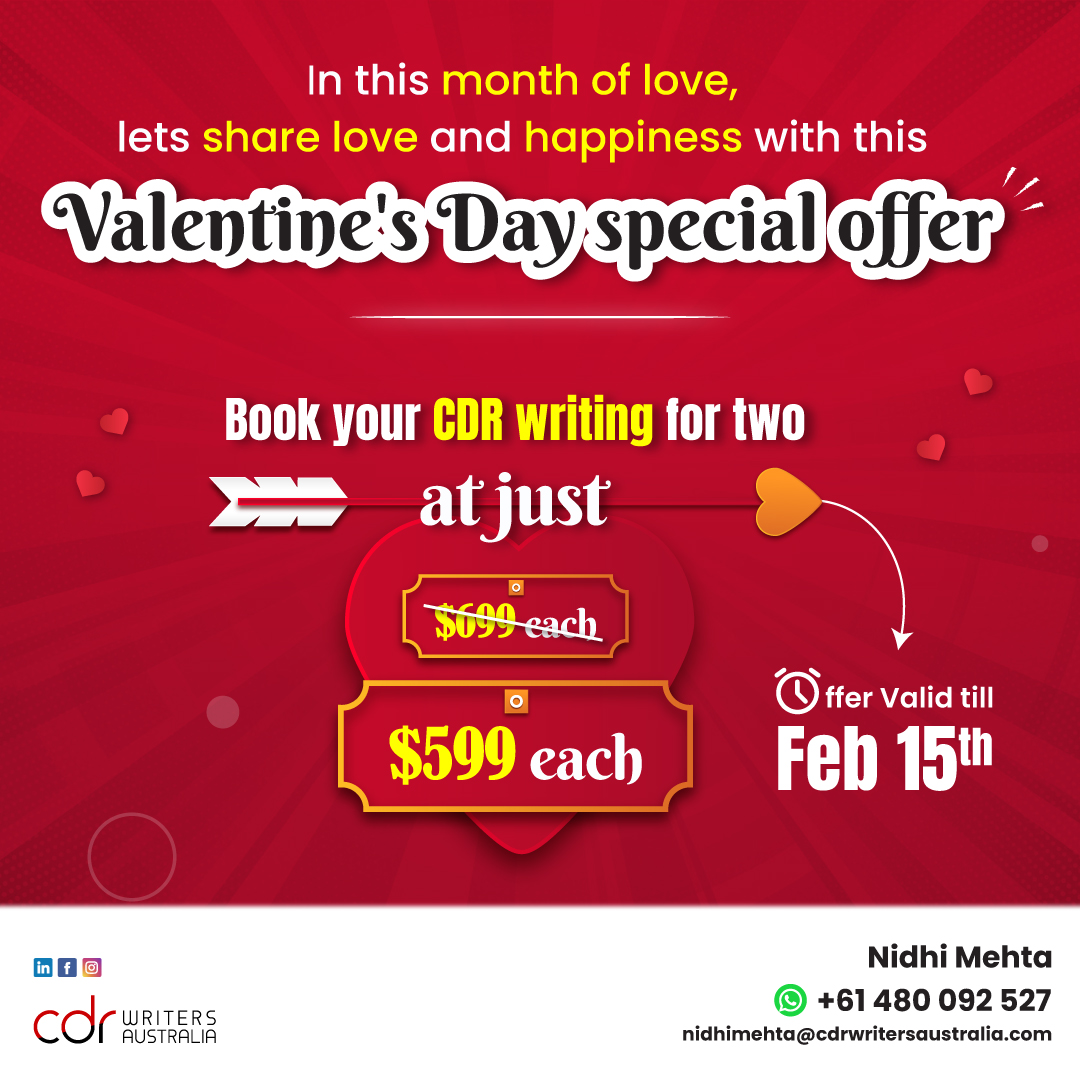 In this month of love,
lets share love and happiness with this
Valentine's Day special offer
Book your CDR writing for two
at just
$699 each
$599 each
ffer Valid till
Feb 15th
Nidhi Mehta
+61 480 092 527
nidhimehta@cdrwritersaustralia.com
in f
cdr WRITERS
AUSTRALIA